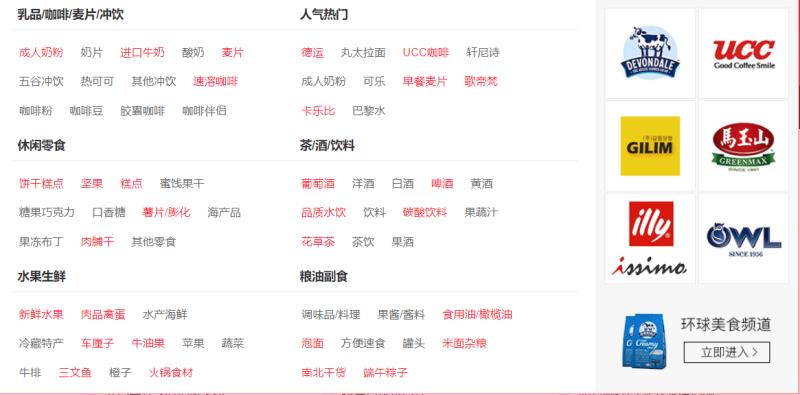 乳品/咖啡/麦片/冲饮
成人奶粉 奶片 进口牛奶 酸奶 麦片
五谷冲饮 热可可 其他冲饮 速溶咖啡
咖啡粉 咖啡豆 胶囊咖啡 咖啡伴侣
人气热门
德运 丸太拉面 UCC咖啡 轩尼诗
成人奶粉 可乐 早餐麦片 歌帝梵
卡乐比 巴黎水
休闲零食
饼干糕点 坚果 糕点 蜜饯果干
糖果巧克力 口香糖 薯片/膨化 海产品
果冻布丁 肉脯干 其他零食
茶/酒/饮料
葡萄酒 洋酒 白酒 啤酒 黄酒
品质水饮 饮料 碳酸饮料 果蔬汁
花草茶 茶饮 果酒
水果生鲜
新鲜水果 肉品禽蛋 水产海鲜
冷藏特产 车厘子 牛油果 苹果 蔬菜
牛排 三文鱼 橙子 火锅食材
粮油副食
调味品/料理 果酱/酱料 食用油/橄榄油
泡面 方便速食 罐头 米面杂粮
南北干货 端午粽子
DEVONDALE
UCC
Good Coffee Smile
GILIM
馬玉山
GREENMAX
SINCE 1951
illy
issimo
OWL
SINCE 1956
Creamy
环球美食频道
立即进入 >